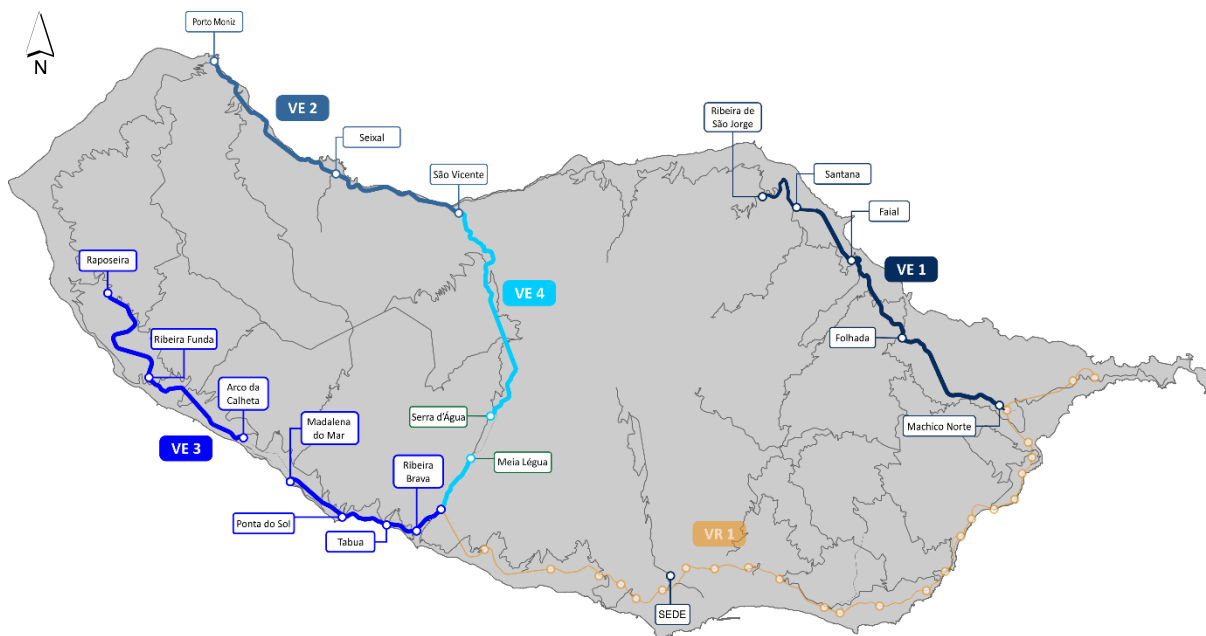 Porto Moniz
N
VE 2
Seixal
São Vicente
Ribeira de
São Jorge
Santana
Faial
VE 1
Raposeira
VE 4
Ribeira Funda
Folhada
Arco da
Calheta
Serra d'Água
Machico Norte
Madalena
do Mar
VE 3
Ribeira
Brava
Meia Légua
Ponta do Sol
Tabua
VR 1
SEDE